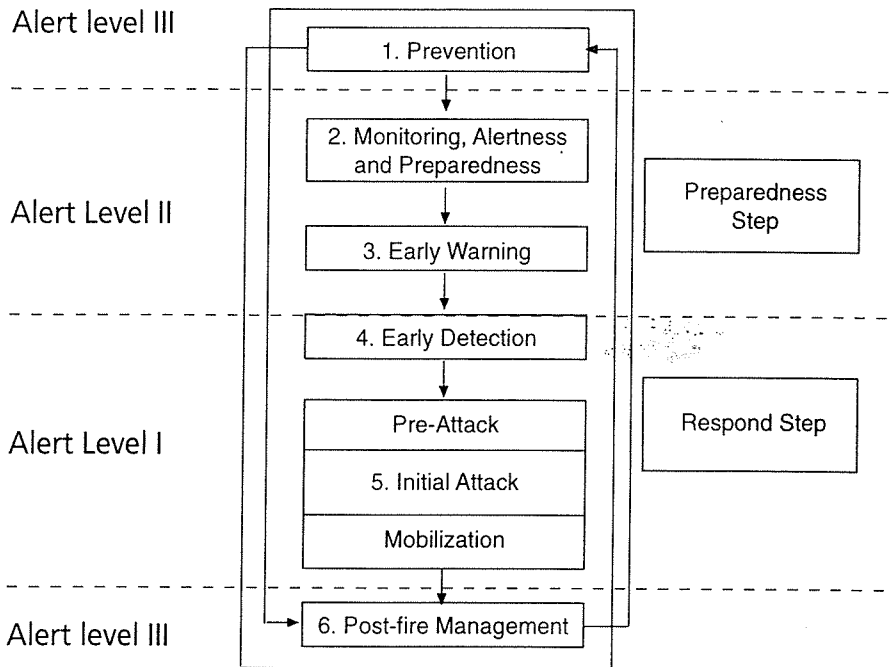 Alert level III
1. Prevention
2. Monitoring, Alertness
and Preparedness
Preparedness
Step
Alert Level II
3. Early Warning
4. Early Detection
Pre-Attack
Respond Step
Alert Level I
5. Initial Attack
Mobilization
6. Post-fire Management
Alert level III